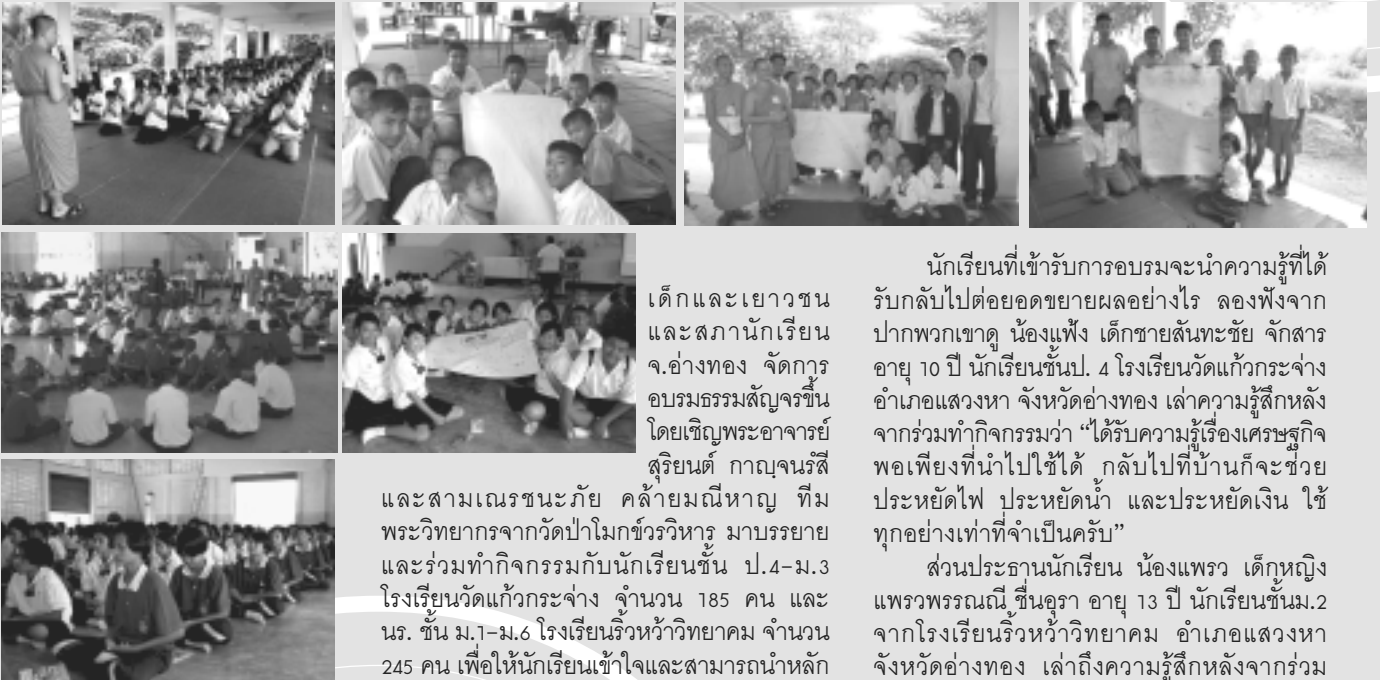 เด็กและเยาวชน
และสภานักเรียน
จ.อ่างทอง จัดการ
อบรมธรรมสัญจรขึ้น
โดยเชิญพระอาจารย์
สุริยนต์ กาญจนรํสี
และสามเณรชนะภัย คล้ายมณีหาญ ทีม
พระวิทยากรจากวัดป่าโมกข์วรวิหาร มาบรรยาย
และร่วมทำกิจกรรมกับนักเรียนชั้น ป.4-ม.3
โรงเรียนวัดแก้วกระจ่าง จำนวน 185 คน และ
นร. ชั้น ม.1-ม.6 โรงเรียนริ้วหว้าวิทยาคม จำนวน
245 คน เพื่อให้นักเรียนเข้าใจและสามารถนำหลัก
นักเรียนที่เข้ารับการอบรมจะนำความรู้ที่ได้
รับกลับไปต่อยอดขยายผลอย่างไร ลองฟังจาก
ปากพวกเขาดู น้องแฟ้ง เด็กชายสันทะชัย จักสาร
อายุ 10 ปี นักเรียนชั้นป. 4 โรงเรียนวัดแก้วกระจ่าง
อำเภอแสวงหา จังหวัดอ่างทอง เล่าความรู้สึกหลัง
จากร่วมทำกิจกรรมว่า “ได้รับความรู้เรื่องเศรษฐกิจ
พอเพียงที่นำไปใช้ได้ กลับไปที่บ้านก็จะช่วย
ประหยัดไฟ ประหยัดน้ำ และประหยัดเงิน ใช้
ทุกอย่างเท่าที่จำเป็นครับ”
ส่วนประธานนักเรียน น้องแพรว เด็กหญิง
แพรวพรรณณี ชื่นอุรา อายุ 13 ปี นักเรียนชั้นม.2
จากโรงเรียนริ้วหว้าวิทยาคม อำเภอแสวงหา
จังหวัดอ่างทอง เล่าถึงความรู้สึกหลังจากร่วม